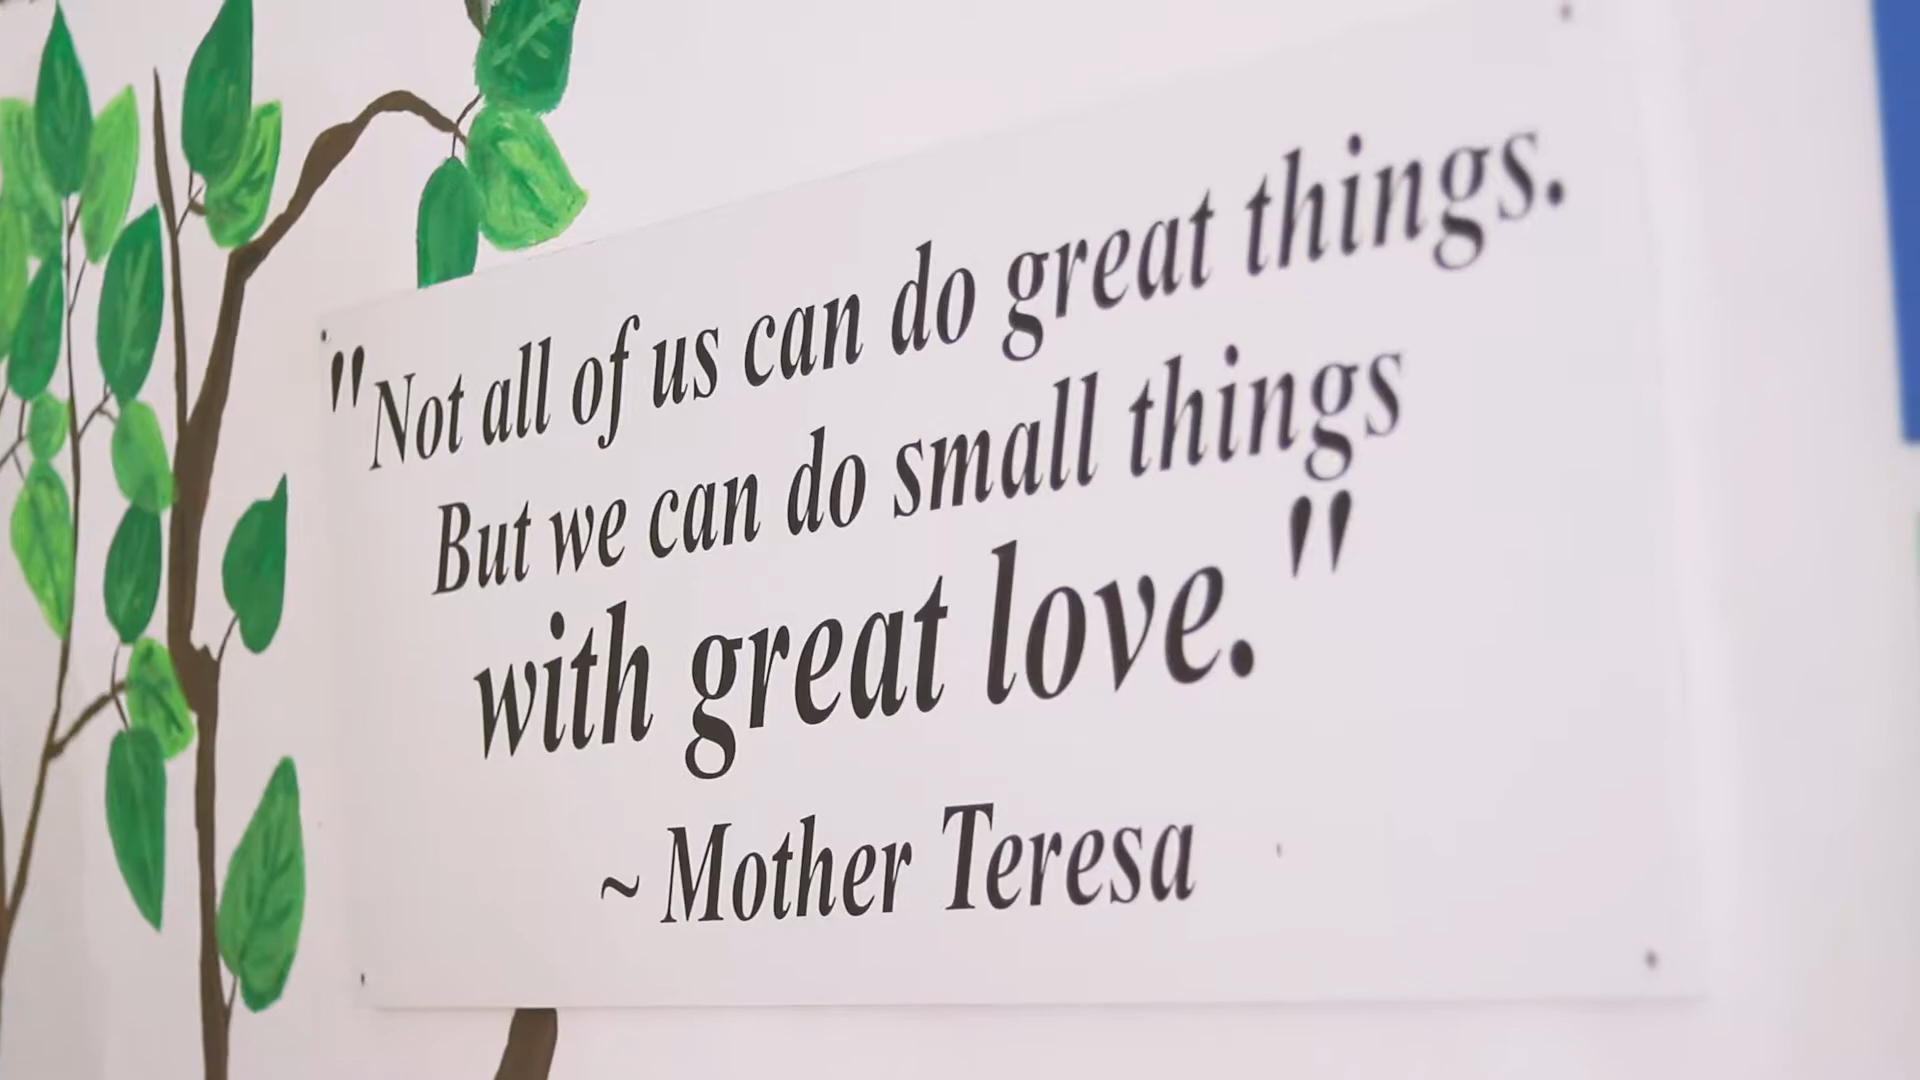 "Not all of us can do great things.
But we can do small things
with great love."
~ Mother Teresa